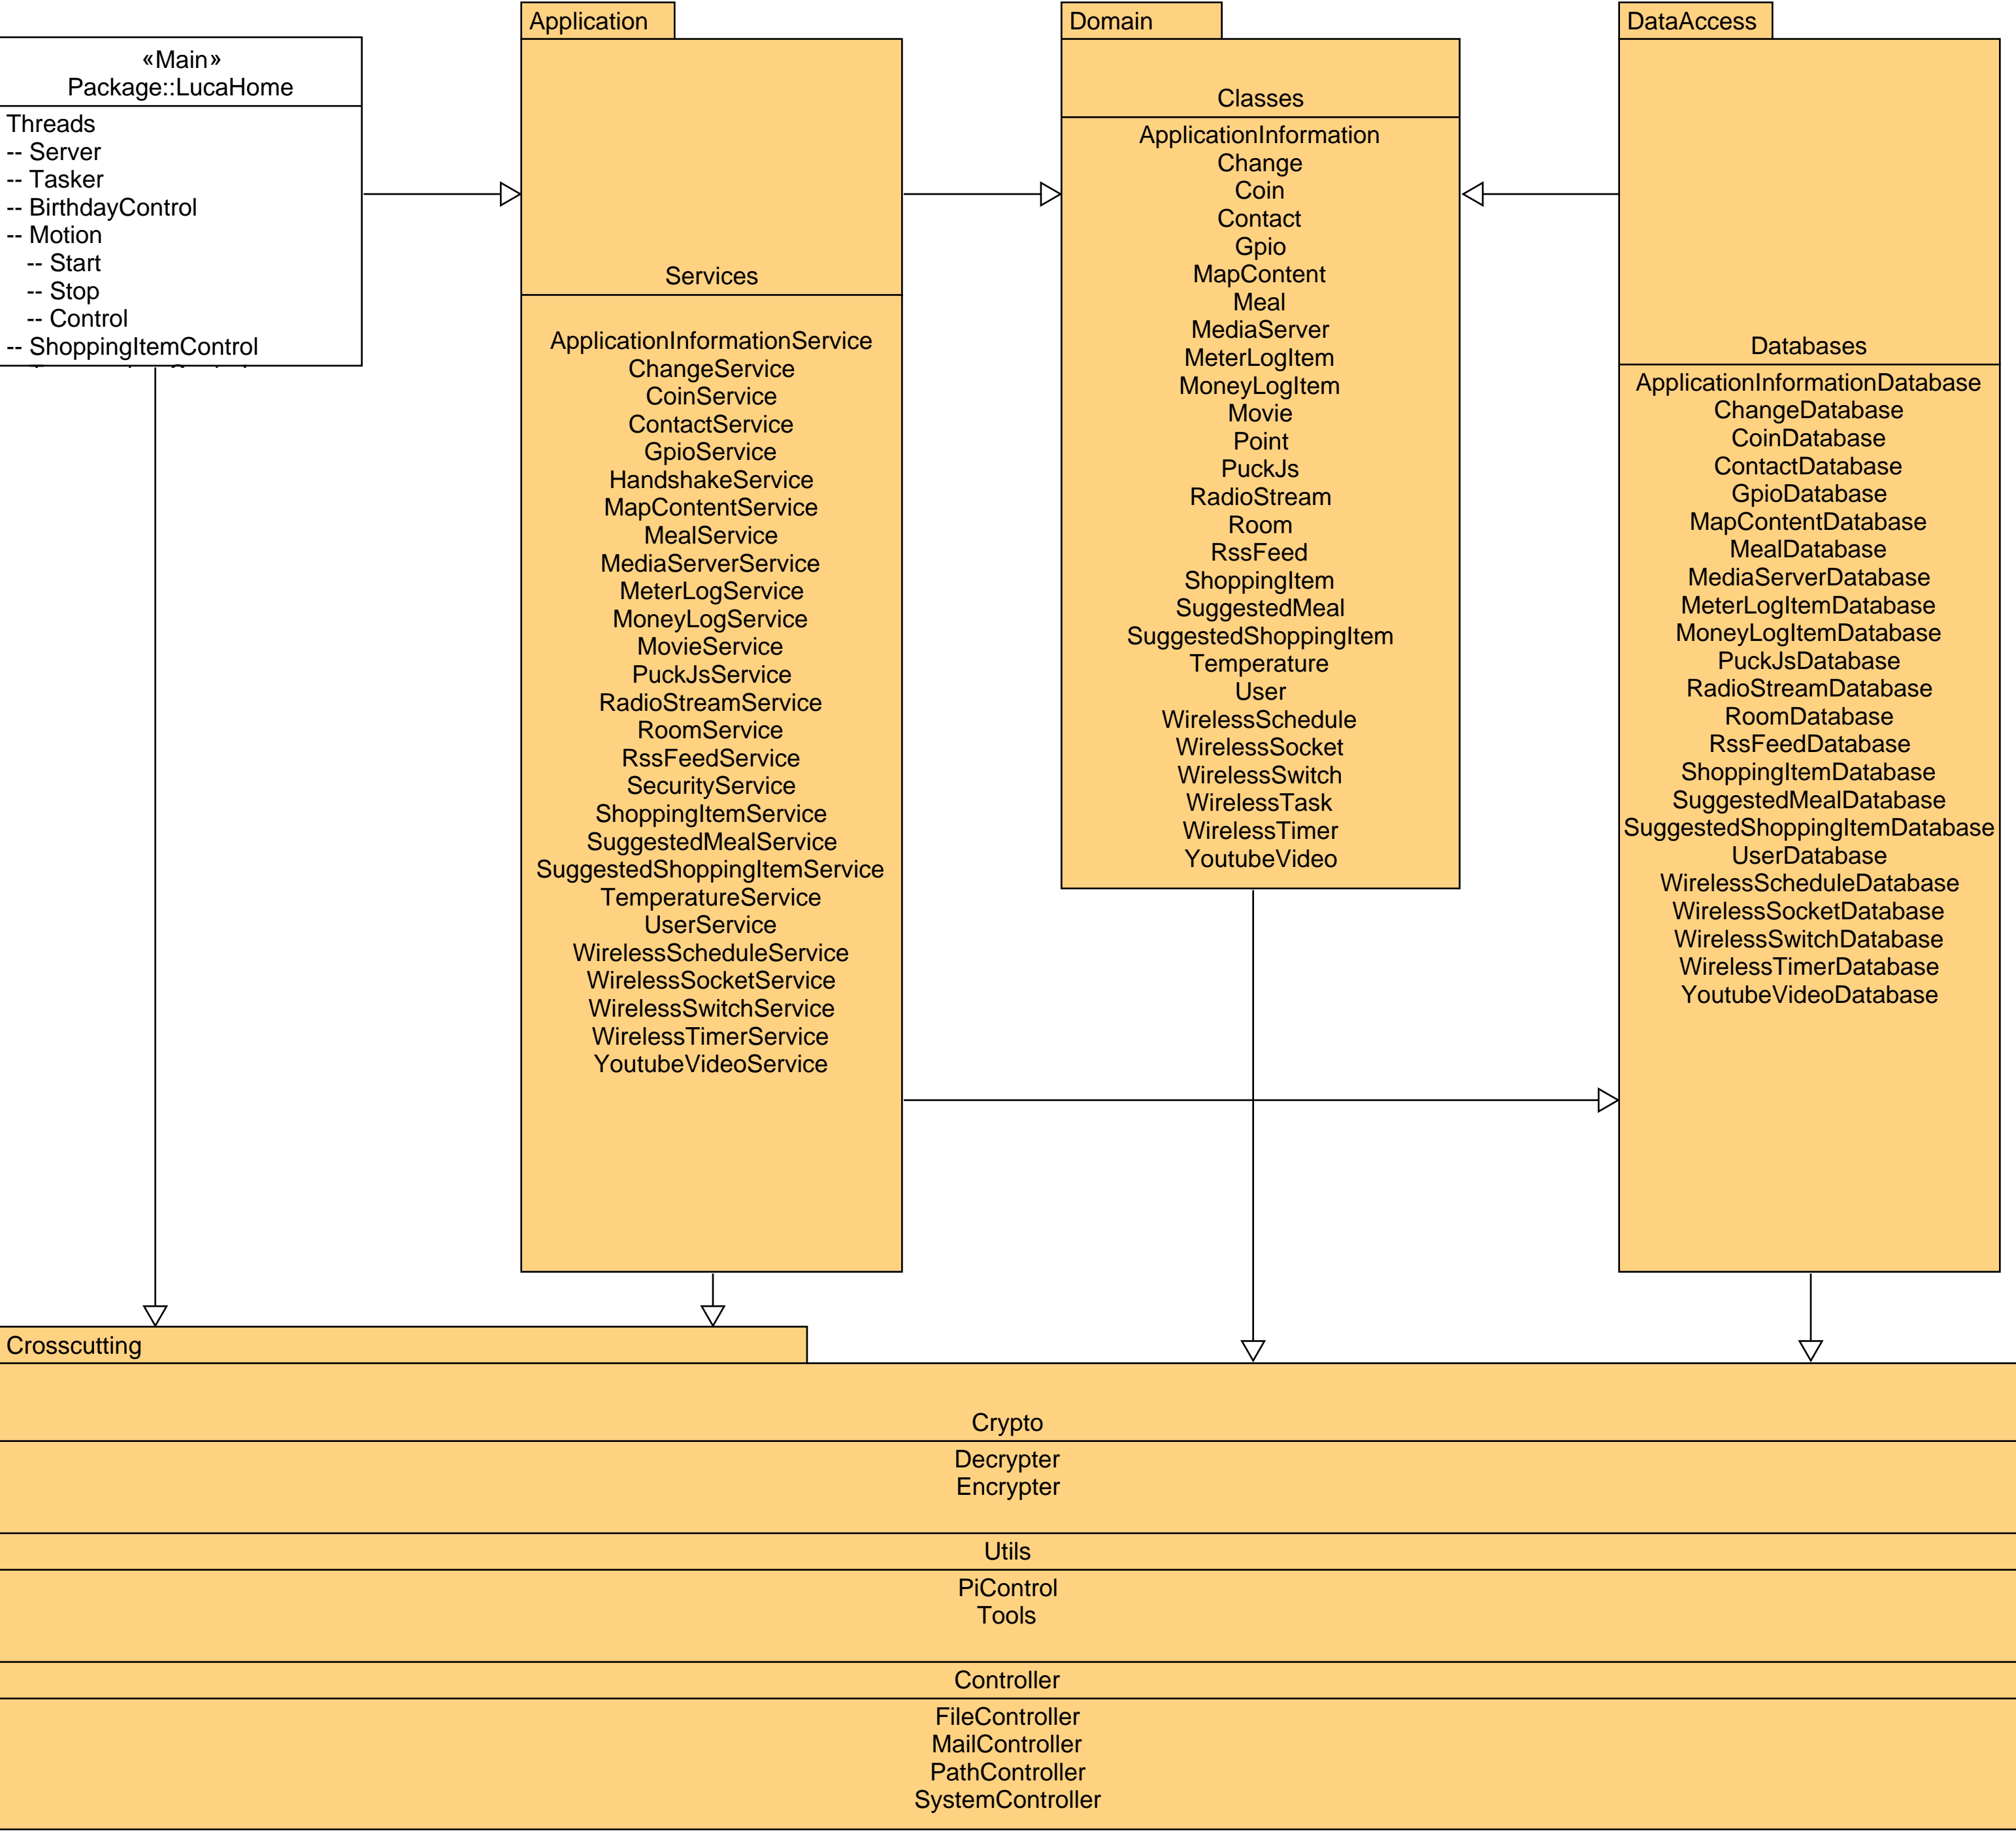 «Main»
Package::LucaHome
Threads
-- Server
-- Tasker
-- BirthdayControl
-- Motion
-- Start
-- Stop
-- Control
-- ShoppingItemControl
Application
Services
ApplicationInformationService
ChangeService
CoinService
ContactService
GpioService
HandshakeService
MapContentService
MealService
MediaServerService
MeterLogService
MoneyLogService
MovieService
PuckJsService
RadioStreamService
RoomService
RssFeedService
SecurityService
ShoppingItemService
SuggestedMealService
SuggestedShoppingItemService
TemperatureService
UserService
WirelessScheduleService
WirelessSocketService
WirelessSwitchService
WirelessTimerService
YoutubeVideoService
Domain
Classes
ApplicationInformation
Change
Coin
Contact
Gpio
MapContent
Meal
MediaServer
MeterLogItem
MoneyLogItem
Movie
Point
PuckJs
RadioStream
Room
RssFeed
ShoppingItem
SuggestedMeal
SuggestedShoppingItem
Temperature
User
WirelessSchedule
WirelessSocket
WirelessSwitch
WirelessTask
WirelessTimer
YoutubeVideo
DataAccess
Databases
ApplicationInformationDatabase
ChangeDatabase
CoinDatabase
ContactDatabase
GpioDatabase
MapContentDatabase
MealDatabase
MediaServerDatabase
MeterLogItemDatabase
MoneyLogItemDatabase
PuckJsDatabase
RadioStreamDatabase
RoomDatabase
RssFeedDatabase
ShoppingItemDatabase
SuggestedMealDatabase
SuggestedShoppingItemDatabase
UserDatabase
WirelessScheduleDatabase
WirelessSocketDatabase
WirelessSwitchDatabase
WirelessTimerDatabase
YoutubeVideoDatabase
Crosscutting
Crypto
Decrypter
Encrypter
Utils
PiControl
Tools
Controller
FileController
MailController
PathController
SystemController